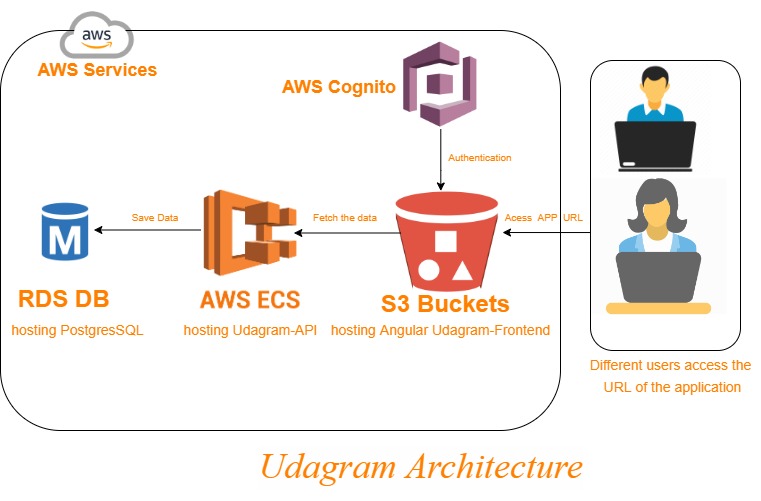 aws
AWS Services
AWS Cognito
Authentication
Save Data
Fetch the data
Acess APP URL
M
RDS DB
AWS ECS
S3 Buckets
hosting PostgresSQL
hosting Udagram-API
hosting Angular Udagram-Frontend
Different users access the
URL of the application
Udagram Architecture